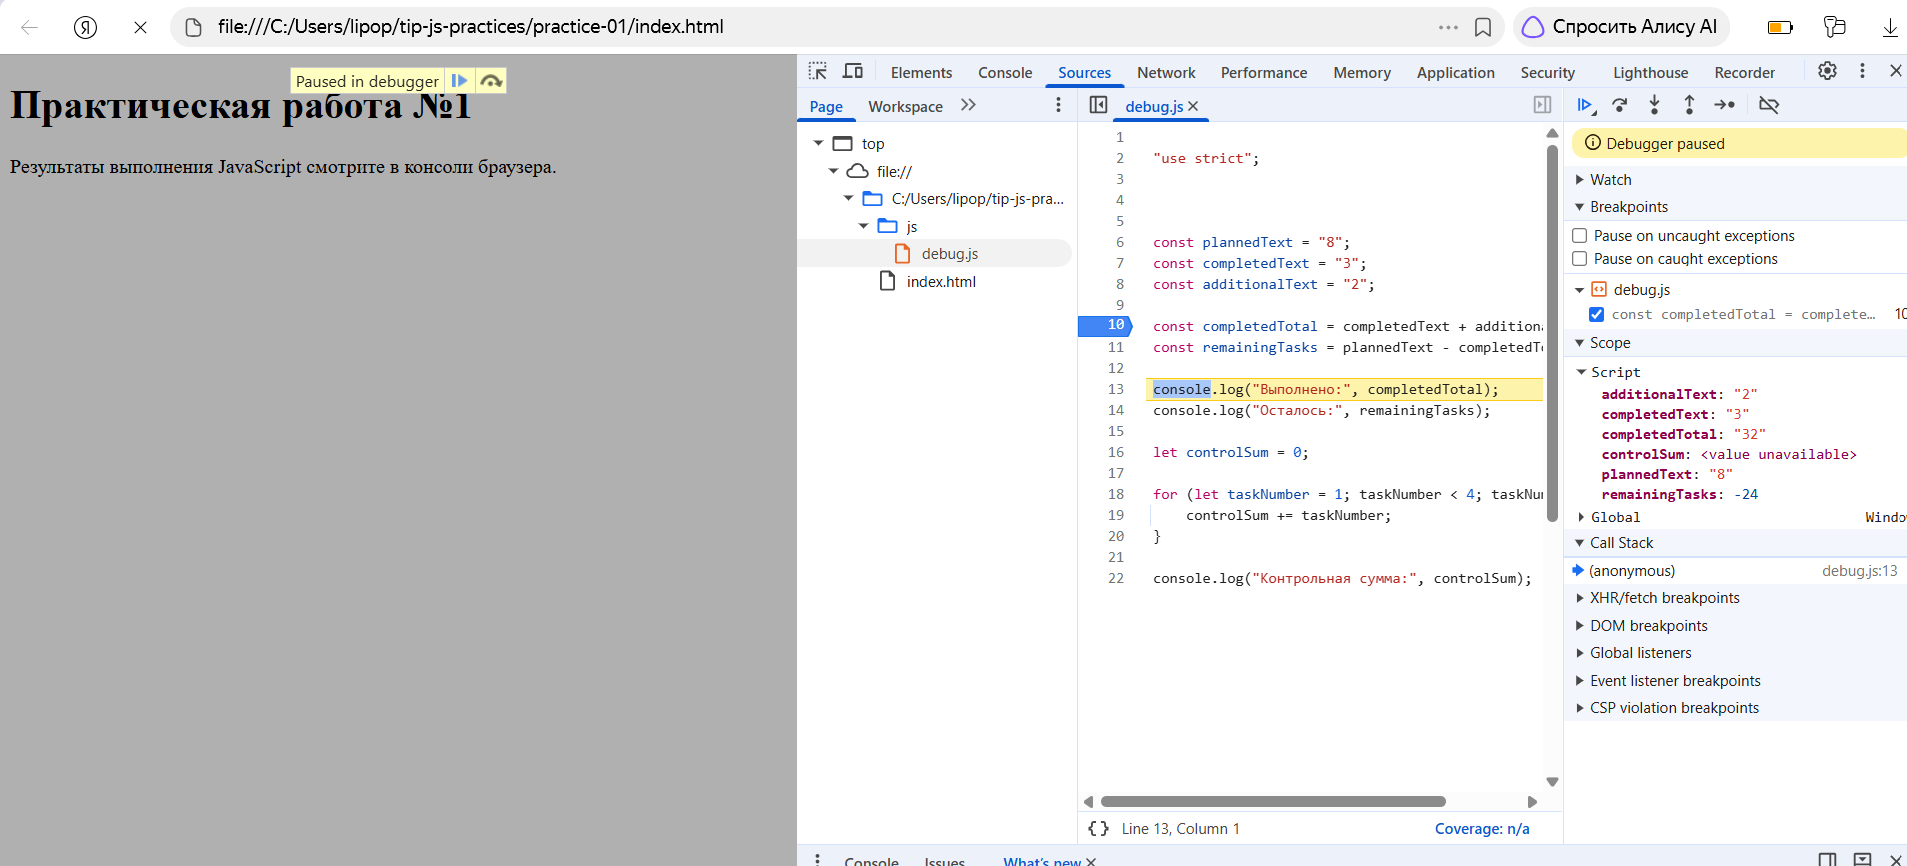 file:///C:/Users/lipop/tip-js-practices/practice-01/index.html
Спросить Алису AI
Paused in debugger
Практическая работа №1
Результаты выполнения JavaScript смотрите в консоли браузера.
Elements Console Sources Network Performance Memory Application Security Lighthouse Recorder
Page Workspace
debug.js
top
file://
C:/Users/lipop/tip-js-pra...
js
debug.js
index.html
1
2 "use strict";
3
4
5
6 const plannedText = "8";
7 const completedText = "3";
8 const additionalText = "2";
9
10 const completedTotal = completedText + additiona
11 const remainingTasks = plannedText - completedTo
12
13 console.log("Выполнено:", completedTotal);
14 console.log("Осталось:", remainingTasks);
15
16 let controlSum = 0;
17
18 for (let taskNumber = 1; taskNumber < 4; taskNum
19 controlSum += taskNumber;
20 }
21
22 console.log("Контрольная сумма:", controlSum);
{} Line 13, Column 1
Coverage: n/a
Debugger paused
Watch
Breakpoints
Pause on uncaught exceptions
Pause on caught exceptions
debug.js
const completedTotal = complete… 10
Scope
Script
additionalText: "2"
completedText: "3"
completedTotal: "32"
controlSum: <value unavailable>
plannedText: "8"
remainingTasks: -24
Global Windo
Call Stack
(anonymous) debug.js:13
XHR/fetch breakpoints
DOM breakpoints
Global listeners
Event listener breakpoints
CSP violation breakpoints
Console Issues What's new